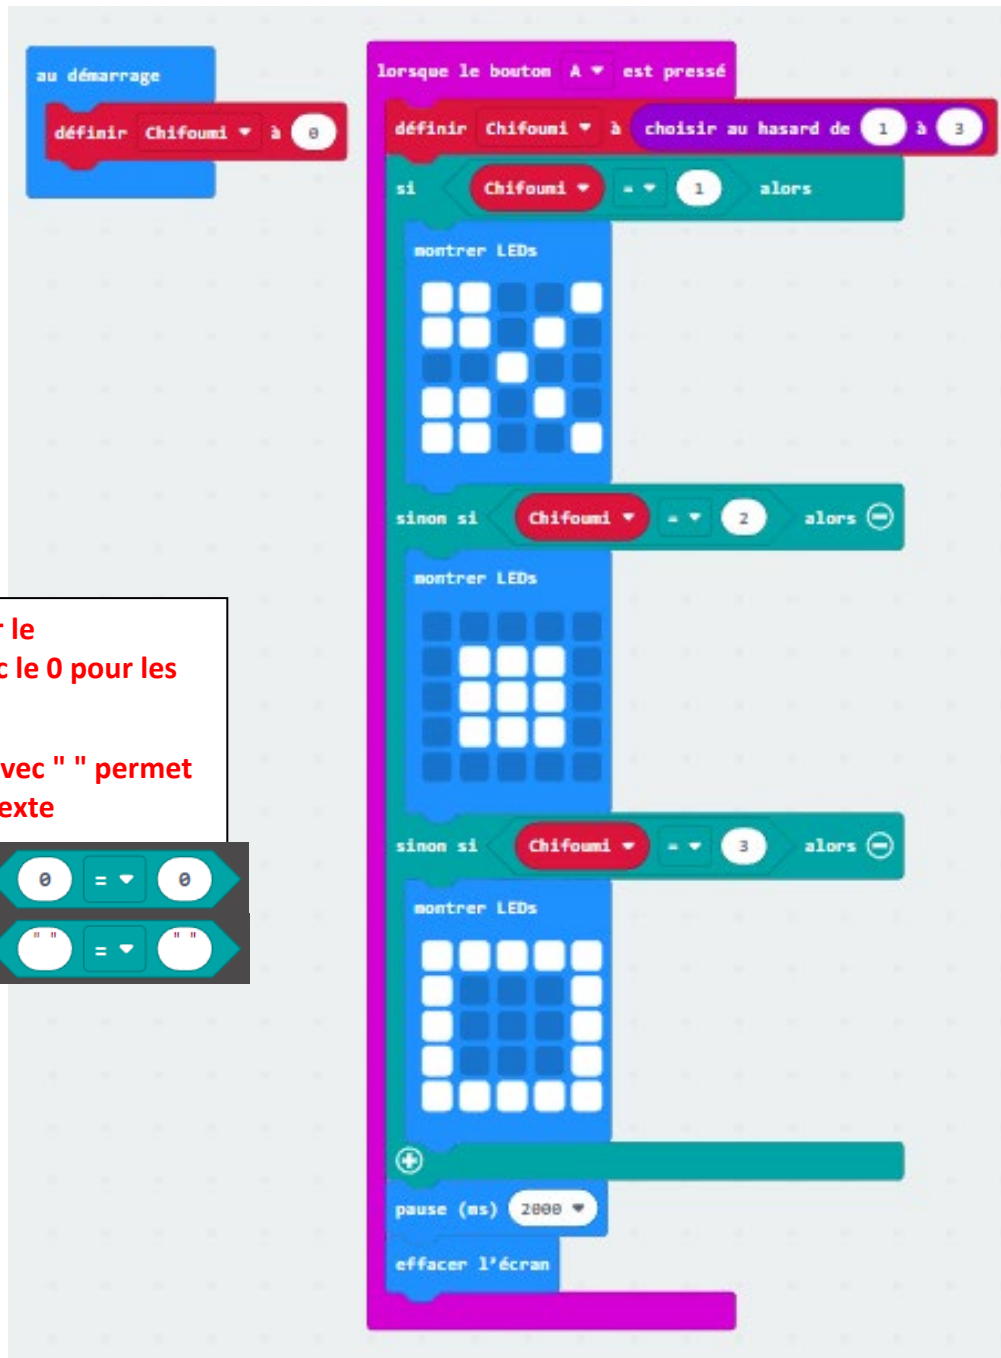 au démarrage
définir Chifoumi à 0
lorsque le bouton A est pressé
définir Chifoumi à choisir au hasard de 1 à 3
si Chifoumi = 1 alors
montrer LEDs
sinon si Chifoumi = 2 alors
montrer LEDs
sinon si Chifoumi = 3 alors
montrer LEDs
pause (ms) 2000
effacer l'écran
le
le 0 pour les
" " permet
0 = 0
" " = " "